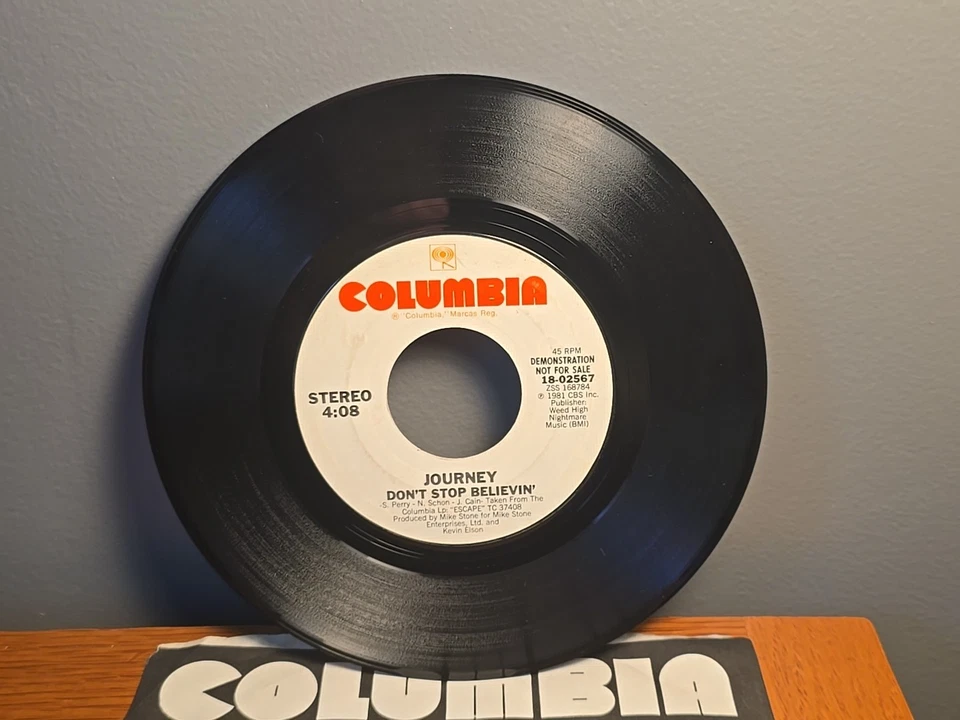 COLUMBIA
® "Columbia," Marcas Reg.
45 RPM
DEMONSTRATION
NOT FOR SALE
18-02567
ZSS 168784
℗ 1981 CBS Inc.
Publisher:
Weed High
Nightmare
Music (BMI)
STEREO
4:08
JOURNEY
DON'T STOP BELIEVIN'
-S. Perry - N. Schon - J. Cain- Taken From The
Columbia Lp: "ESCAPE" TC 37408
Produced by Mike Stone for Mike Stone
Enterprises, Ltd. and
Kevin Elson
COLUMBIA